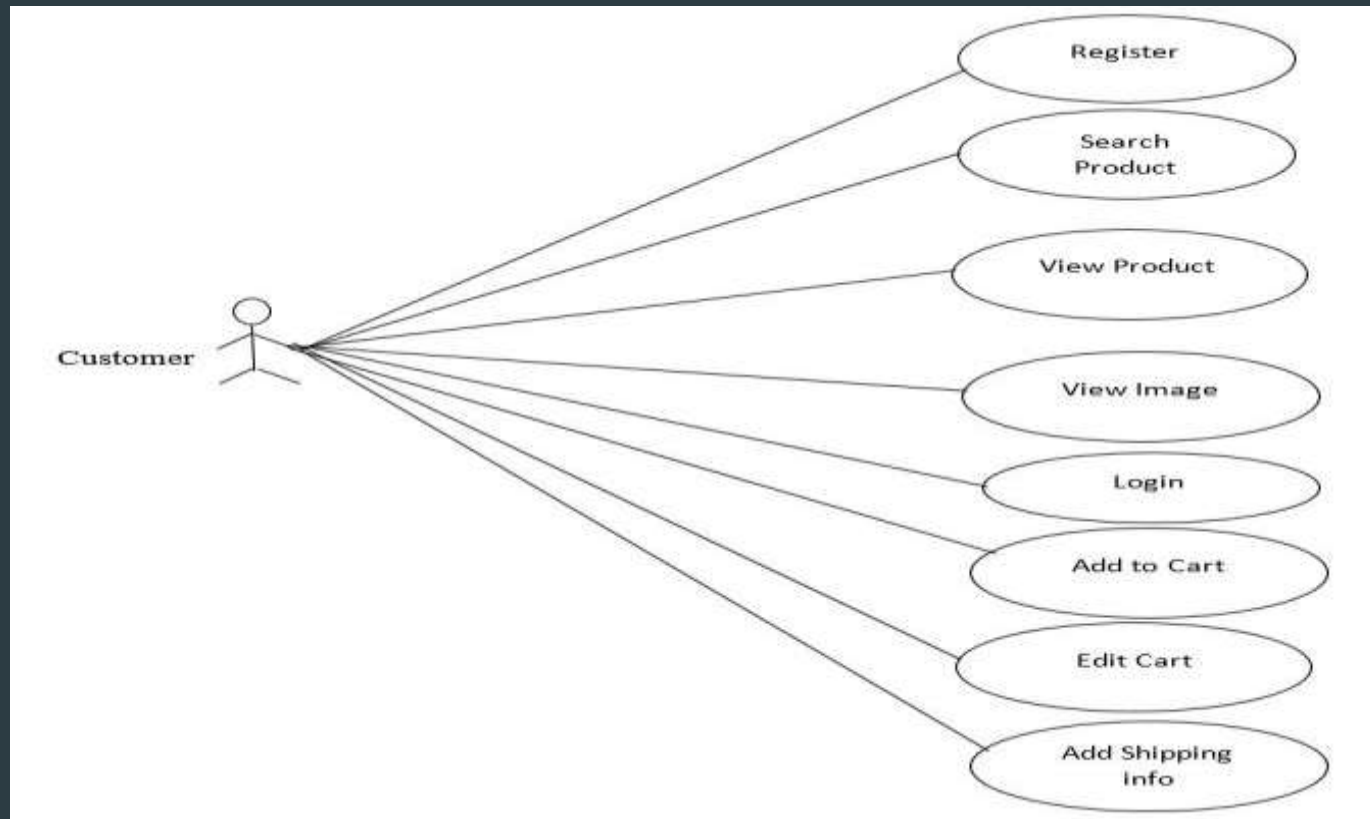 Register
Search
Product
View Product
Customer
View Image
Login
Add to Cart
Edit Cart
Add Shipping
info